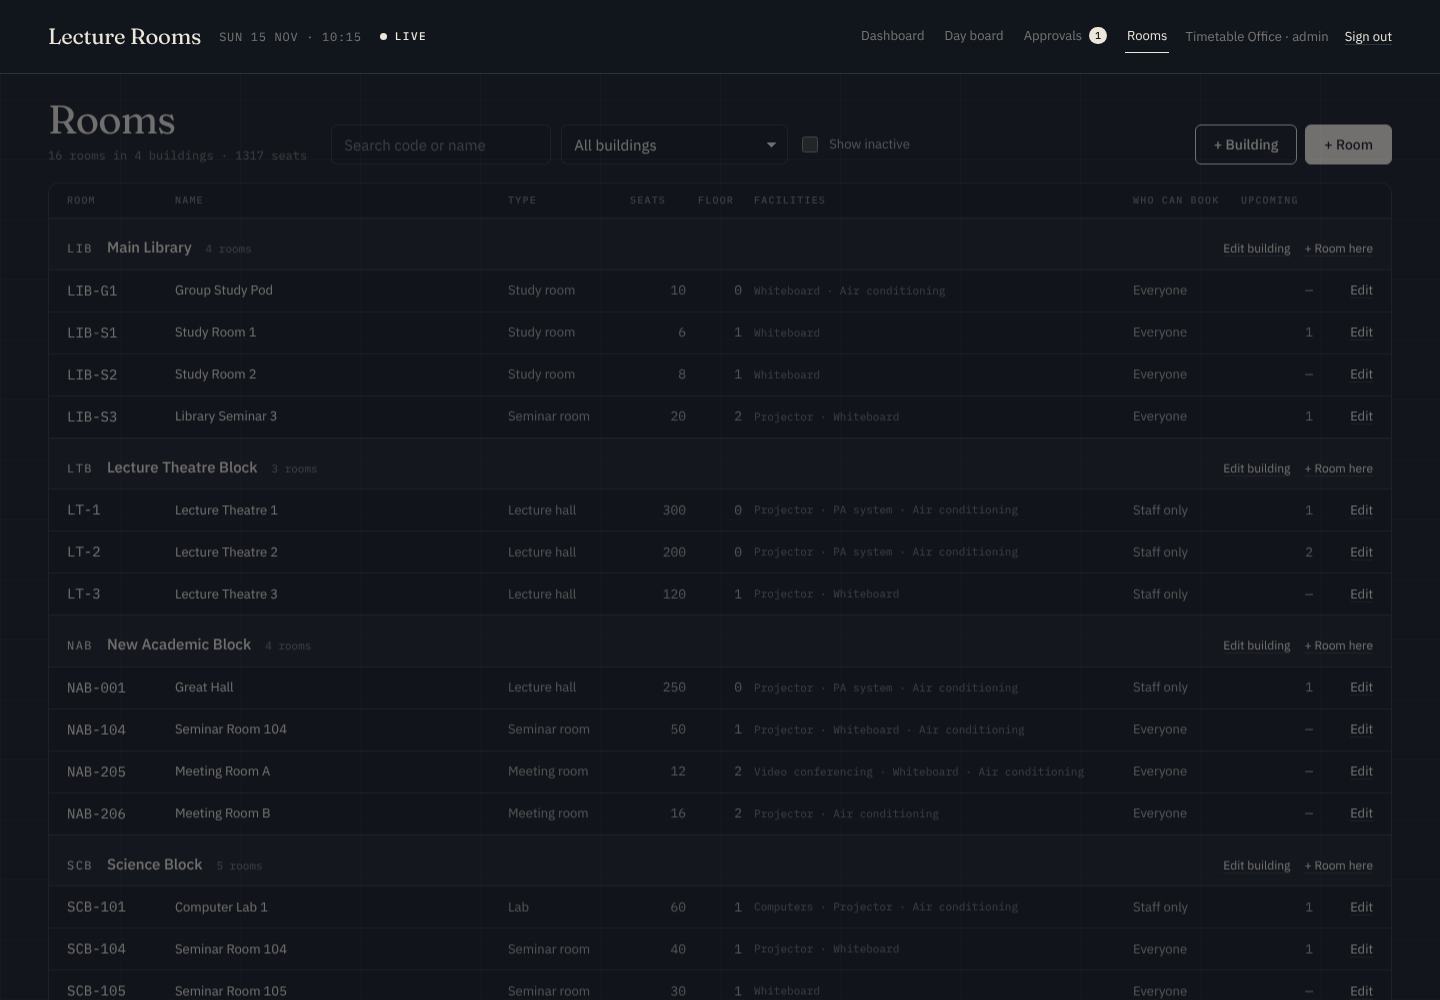 Lecture Rooms SUN 15 NOV · 10:15 LIVE Dashboard Day board Approvals 1 Rooms Timetable Office · admin Sign out
Rooms
16 rooms in 4 buildings · 1317 seats Search code or name All buildings Show inactive + Building + Room
ROOM NAME TYPE SEATS FLOOR FACILITIES WHO CAN BOOK UPCOMING
LIB Main Library 4 rooms Edit building + Room here
LIB-G1 Group Study Pod Study room 10 0 Whiteboard · Air conditioning Everyone — Edit
LIB-S1 Study Room 1 Study room 6 1 Whiteboard Everyone 1 Edit
LIB-S2 Study Room 2 Study room 8 1 Whiteboard Everyone — Edit
LIB-S3 Library Seminar 3 Seminar room 20 2 Projector · Whiteboard Everyone 1 Edit
LTB Lecture Theatre Block 3 rooms Edit building + Room here
LT-1 Lecture Theatre 1 Lecture hall 300 0 Projector · PA system · Air conditioning Staff only 1 Edit
LT-2 Lecture Theatre 2 Lecture hall 200 0 Projector · PA system · Air conditioning Staff only 2 Edit
LT-3 Lecture Theatre 3 Lecture hall 120 1 Projector · Whiteboard Staff only — Edit
NAB New Academic Block 4 rooms Edit building + Room here
NAB-001 Great Hall Lecture hall 250 0 Projector · PA system · Air conditioning Staff only 1 Edit
NAB-104 Seminar Room 104 Seminar room 50 1 Projector · Whiteboard · Air conditioning Everyone — Edit
NAB-205 Meeting Room A Meeting room 12 2 Video conferencing · Whiteboard · Air conditioning Everyone — Edit
NAB-206 Meeting Room B Meeting room 16 2 Projector · Air conditioning Everyone — Edit
SCB Science Block 5 rooms Edit building + Room here
SCB-101 Computer Lab 1 Lab 60 1 Computers · Projector · Air conditioning Staff only 1 Edit
SCB-104 Seminar Room 104 Seminar room 40 1 Projector · Whiteboard Everyone 1 Edit
SCB-105 Seminar Room 105 Seminar room 30 1 Whiteboard Everyone — Edit